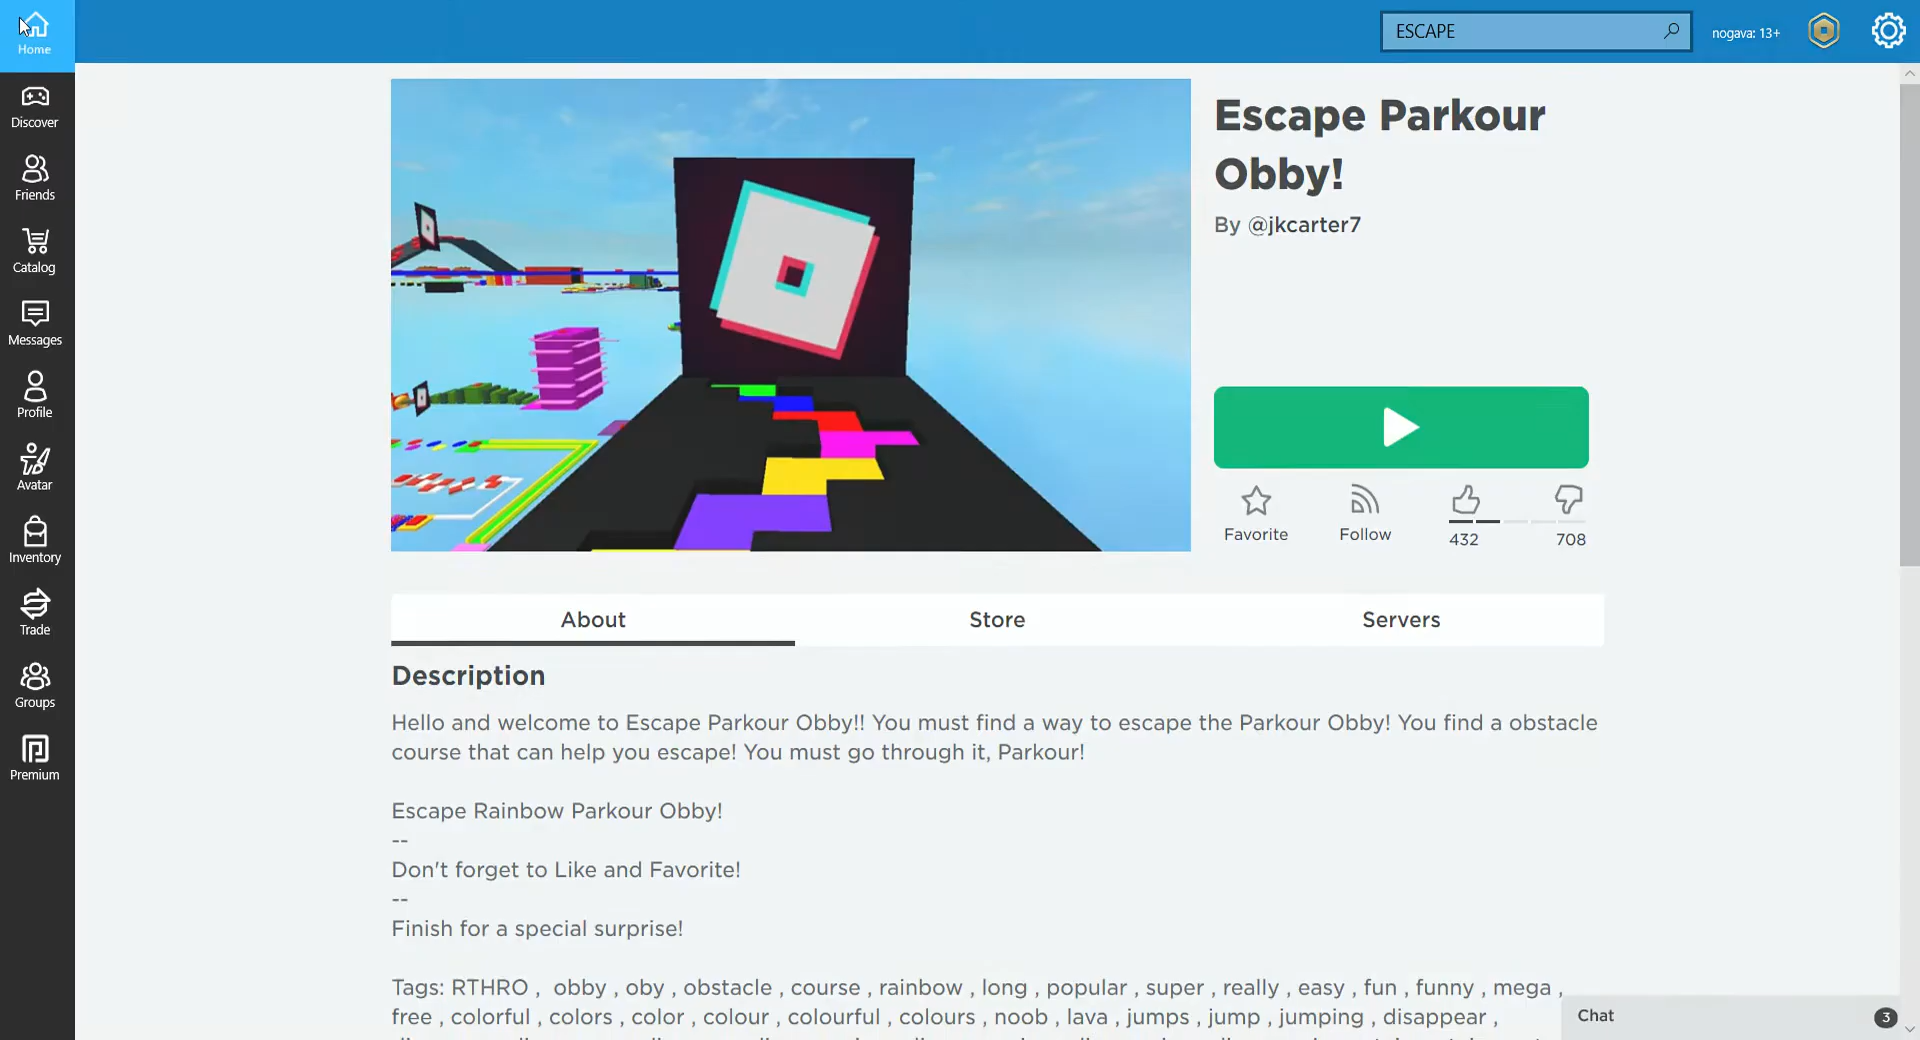 Home
ESCAPE
nogava: 13+
Discover
Friends
Catalog
Messages
Profile
Avatar
Inventory
Trade
Groups
Premium
Escape Parkour
Obby!
By @jkcarter7
Favorite
Follow
432
708
About
Store
Servers
Description
Hello and welcome to Escape Parkour Obby!! You must find a way to escape the Parkour Obby! You find a obstacle
course that can help you escape! You must go through it, Parkour!
Escape Rainbow Parkour Obby!
--
Don't forget to Like and Favorite!
--
Finish for a special surprise!
Tags: RTHRO , obby , oby , obstacle , course , rainbow , long , popular , super , really , easy , fun , funny , mega ,
free , colorful , colors , color , colour , colourful , colours , noob , lava , jumps , jump , jumping , disappear ,
Chat
3